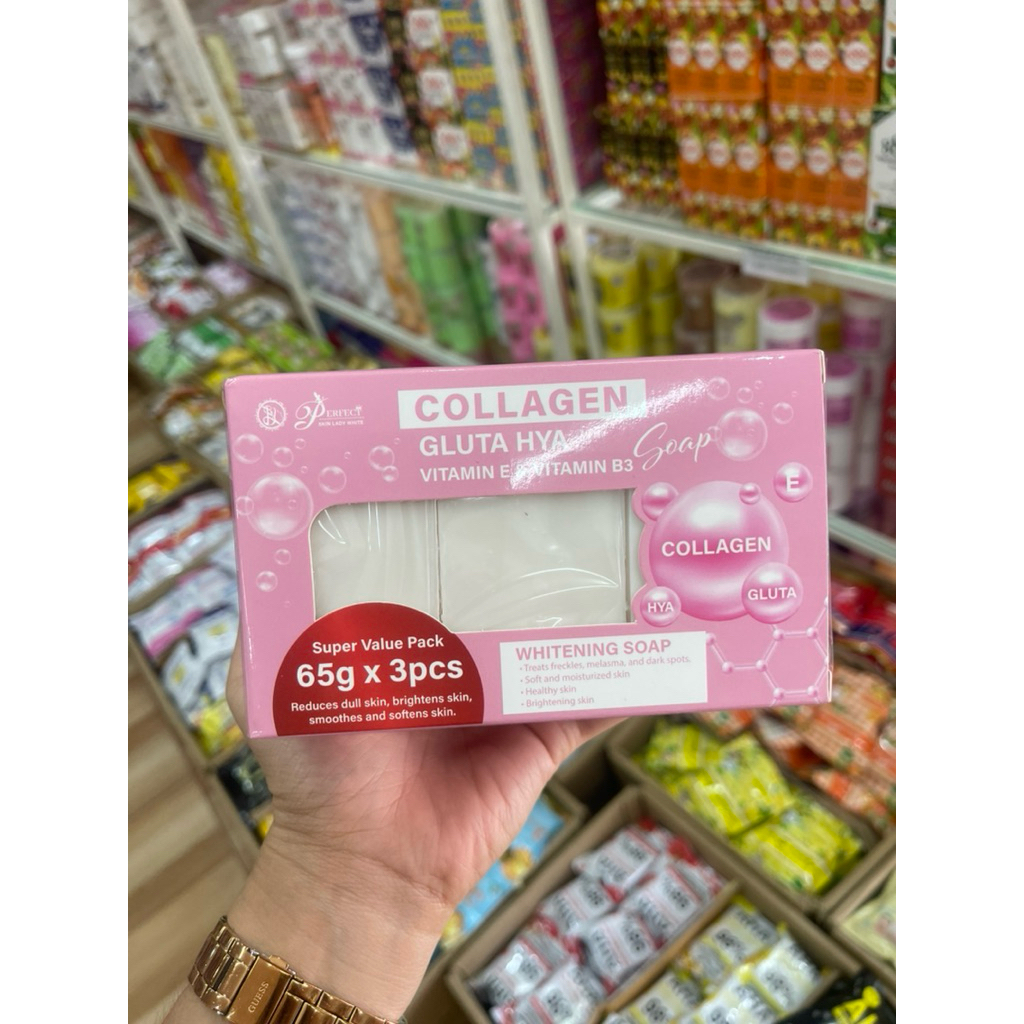 PERFECT
SKIN LADY WHITE
COLLAGEN
GLUTA HYA
Soap
VITAMIN E & VITAMIN B3
E
COLLAGEN
GLUTA
HYA
Super Value Pack
65g x 3pcs
Reduces dull skin, brightens skin,
smoothes and softens skin.
WHITENING SOAP
• Treats freckles, melasma, and dark spots.
• Soft and moisturized skin
• Healthy skin
• Brightening skin
GUESS